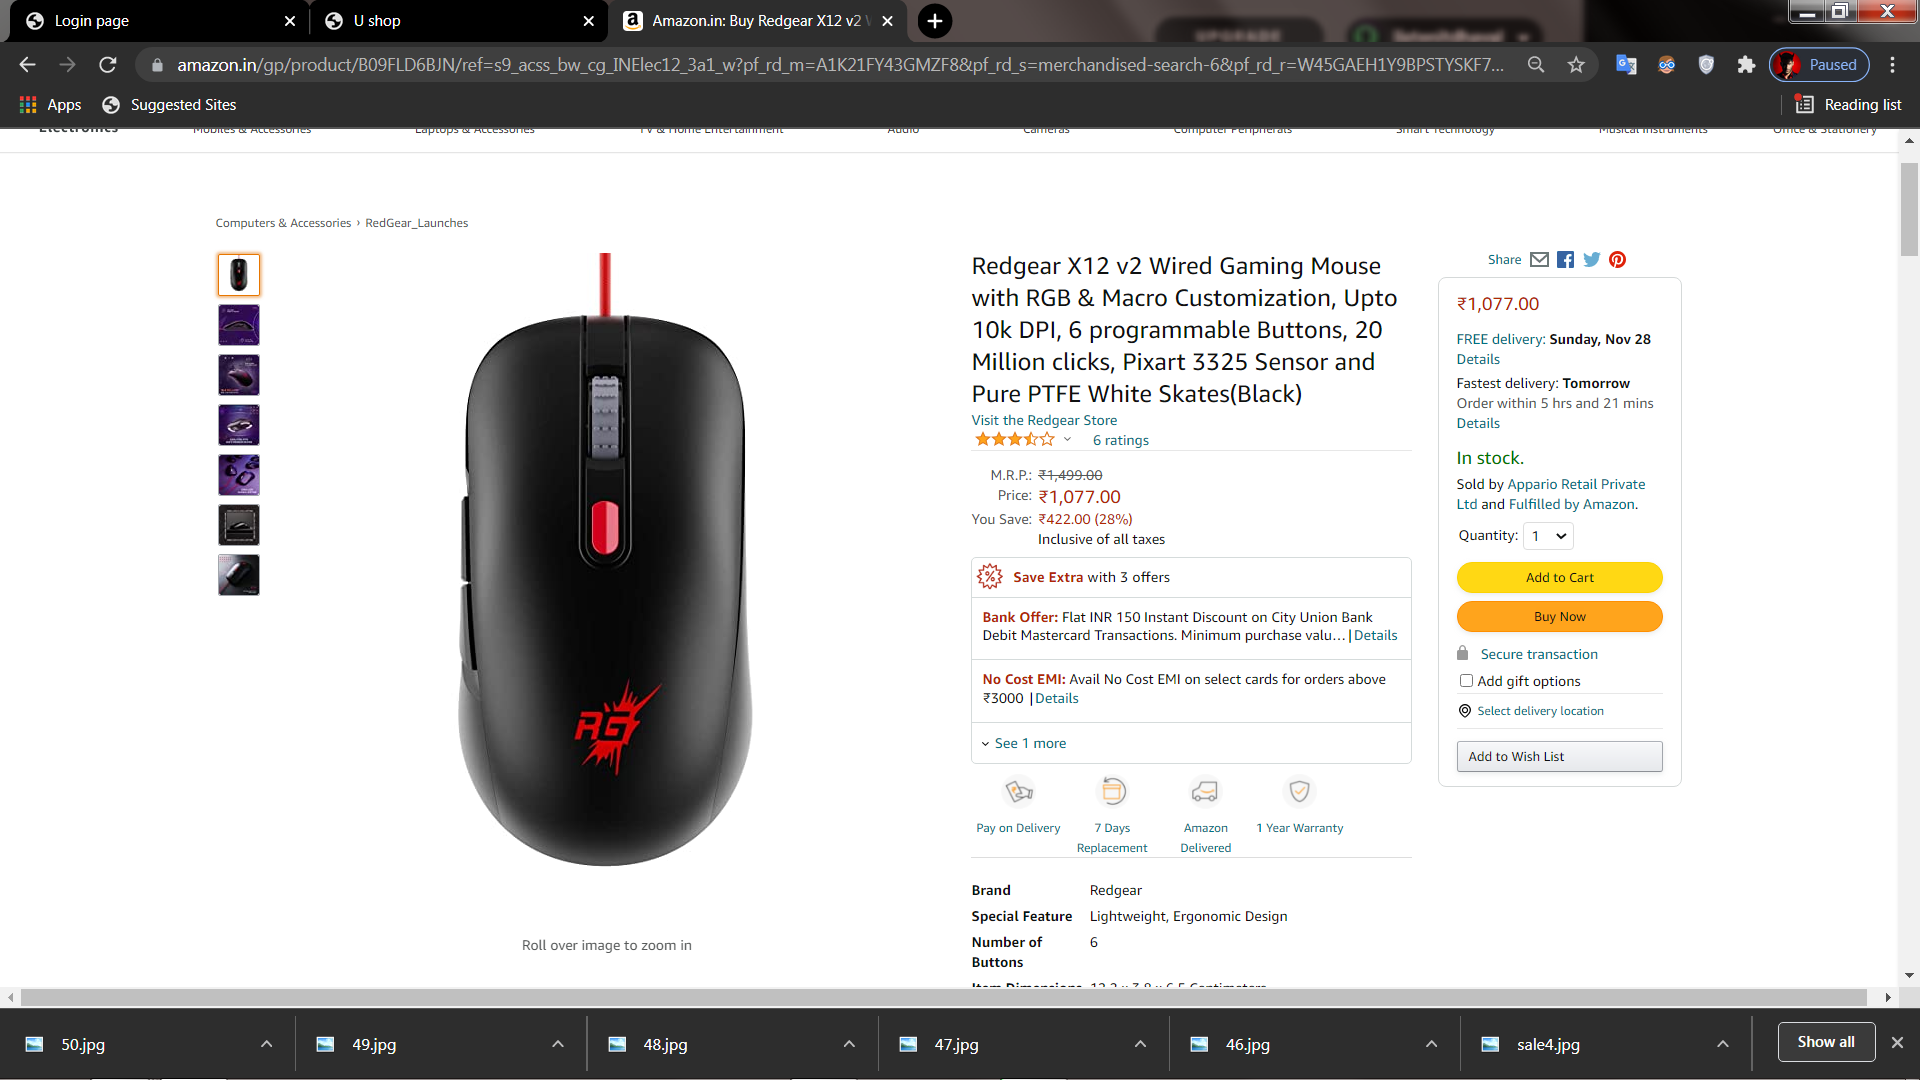 Login page
U shop
Amazon.in: Buy Redgear X12 v2 W
amazon.in/gp/product/B09FLD6BJN/ref=s9_acss_bw_cg_INElec12_3a1_w?pf_rd_m=A1K21FY43GMZF8&pf_rd_s=merchandised-search-6&pf_rd_r=W45GAEH1Y9BPSTYSKF7...
Paused
Apps
Suggested Sites
Reading list
Electronics
Mobiles & Accessories
Laptops & Accessories
TV & Home Entertainment
Audio
Cameras
Computer Peripherals
Smart Technology
Musical Instruments
Office & Stationery
Computers & Accessories › RedGear_Launches
RG
Roll over image to zoom in
Redgear X12 v2 Wired Gaming Mouse
with RGB & Macro Customization, Upto
10k DPI, 6 programmable Buttons, 20
Million clicks, Pixart 3325 Sensor and
Pure PTFE White Skates(Black)
Visit the Redgear Store
6 ratings
M.R.P.: ₹1,499.00
Price: ₹1,077.00
You Save: ₹422.00 (28%)
Inclusive of all taxes
Save Extra with 3 offers
Bank Offer: Flat INR 150 Instant Discount on City Union Bank
Debit Mastercard Transactions. Minimum purchase valu... | Details
No Cost EMI: Avail No Cost EMI on select cards for orders above
₹3000 | Details
See 1 more
Pay on Delivery
7 Days
Replacement
Amazon
Delivered
1 Year Warranty
Brand Redgear
Special Feature Lightweight, Ergonomic Design
Number of 6
Buttons
Item Dimensions 12.2 x 3.8 x 6.5 Centimeters
Share
₹1,077.00
FREE delivery: Sunday, Nov 28
Details
Fastest delivery: Tomorrow
Order within 5 hrs and 21 mins
Details
In stock.
Sold by Appario Retail Private
Ltd and Fulfilled by Amazon.
Quantity: 1
Add to Cart
Buy Now
Secure transaction
Add gift options
Select delivery location
Add to Wish List
50.jpg
49.jpg
48.jpg
47.jpg
46.jpg
sale4.jpg
Show all